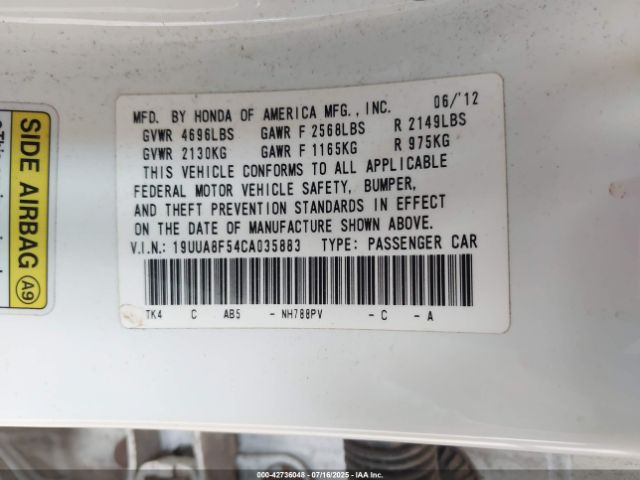 MFD. BY HONDA OF AMERICA MFG., INC. 06/'12
GVWR 4696LBS GAWR F 2568LBS R 2149LBS
GVWR 2130KG GAWR F 1165KG R 975KG
THIS VEHICLE CONFORMS TO ALL APPLICABLE
FEDERAL MOTOR VEHICLE SAFETY, BUMPER,
AND THEFT PREVENTION STANDARDS IN EFFECT
ON THE DATE OF MANUFACTURE SHOWN ABOVE.
V.I.N.: 19UUA8F54CA035883 TYPE: PASSENGER CAR
TK4 C AB5 - NH788PV - C - A
SIDE AIRBAG A9
000-42736048 - 07/16/2025 - IAA Inc.